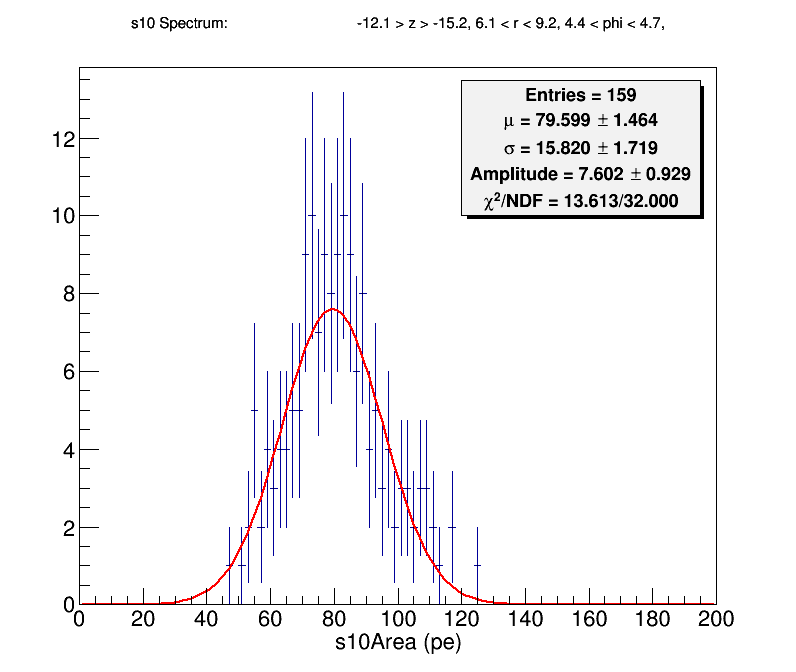 s10 Spectrum: -12.1 > z > -15.2, 6.1 < r < 9.2, 4.4 < phi < 4.7,
Entries = 159
μ = 79.599 ± 1.464
σ = 15.820 ± 1.719
Amplitude = 7.602 ± 0.929
χ²/NDF = 13.613/32.000
12
10
8
6
4
2
0
0 20 40 60 80 100 120 140 160 180 200
s10Area (pe)